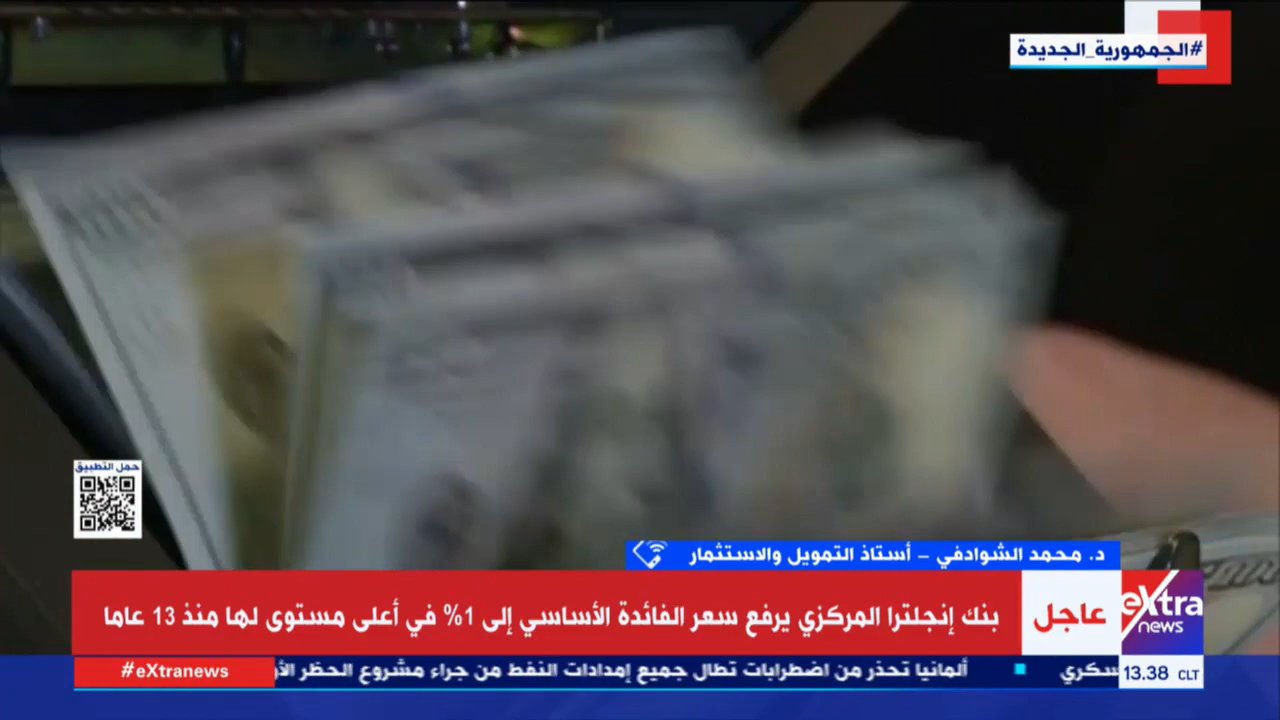 #الجمهورية_الجديدة
حمل التطبيق
د. محمد الشوادفي – أستاذ التمويل والاستثمار
عاجل
بنك إنجلترا المركزي يرفع سعر الفائدة الأساسي إلى 1% في أعلى مستوى لها منذ 13 عاما
eXtra
news
سكري ألمانيا تحذر من اضطرابات تطال جميع إمدادات النفط من جراء مشروع الحظر
#eXtranews
13.38 CLT